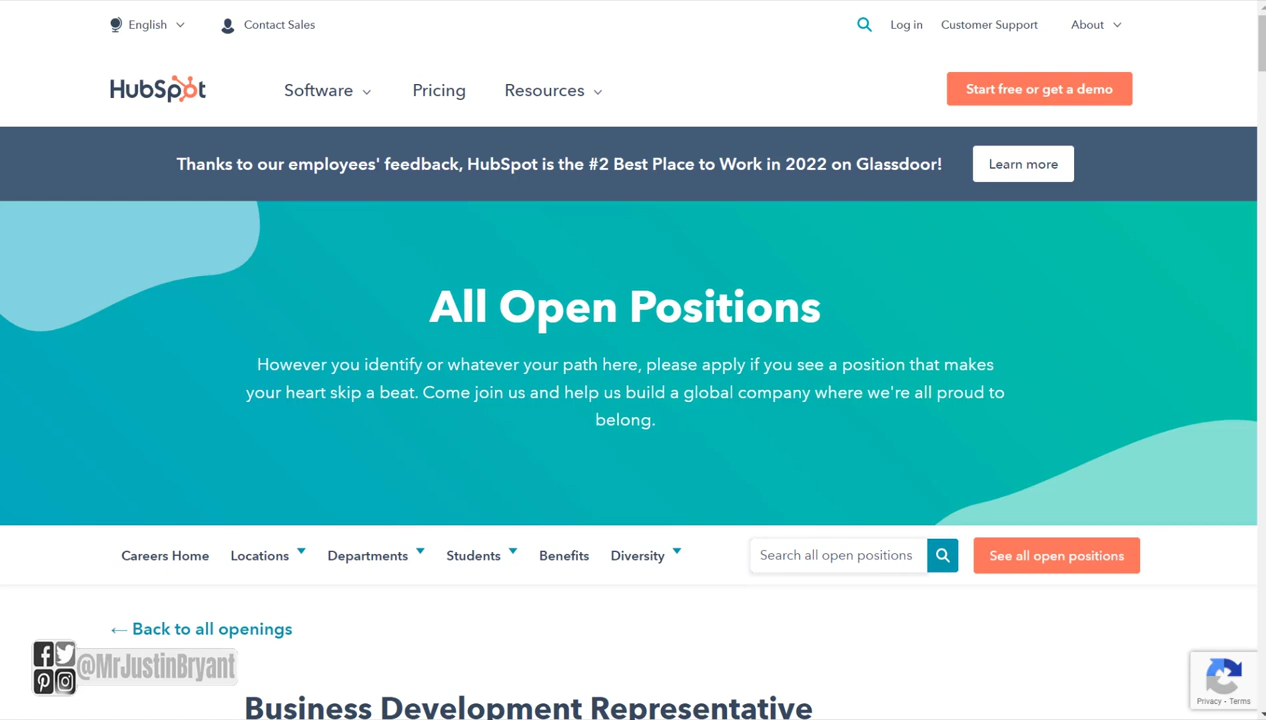 English
Contact Sales
Log in
Customer Support
About
HubSpot
Software
Pricing
Resources
Start free or get a demo
Thanks to our employees' feedback, HubSpot is the #2 Best Place to Work in 2022 on Glassdoor!
Learn more
All Open Positions
However you identify or whatever your path here, please apply if you see a position that makes
your heart skip a beat. Come join us and help us build a global company where we're all proud to
belong.
Careers Home
Locations
Departments
Students
Benefits
Diversity
Search all open positions
See all open positions
← Back to all openings
@MrJustinBryant
Business Development Representative
Privacy - Terms